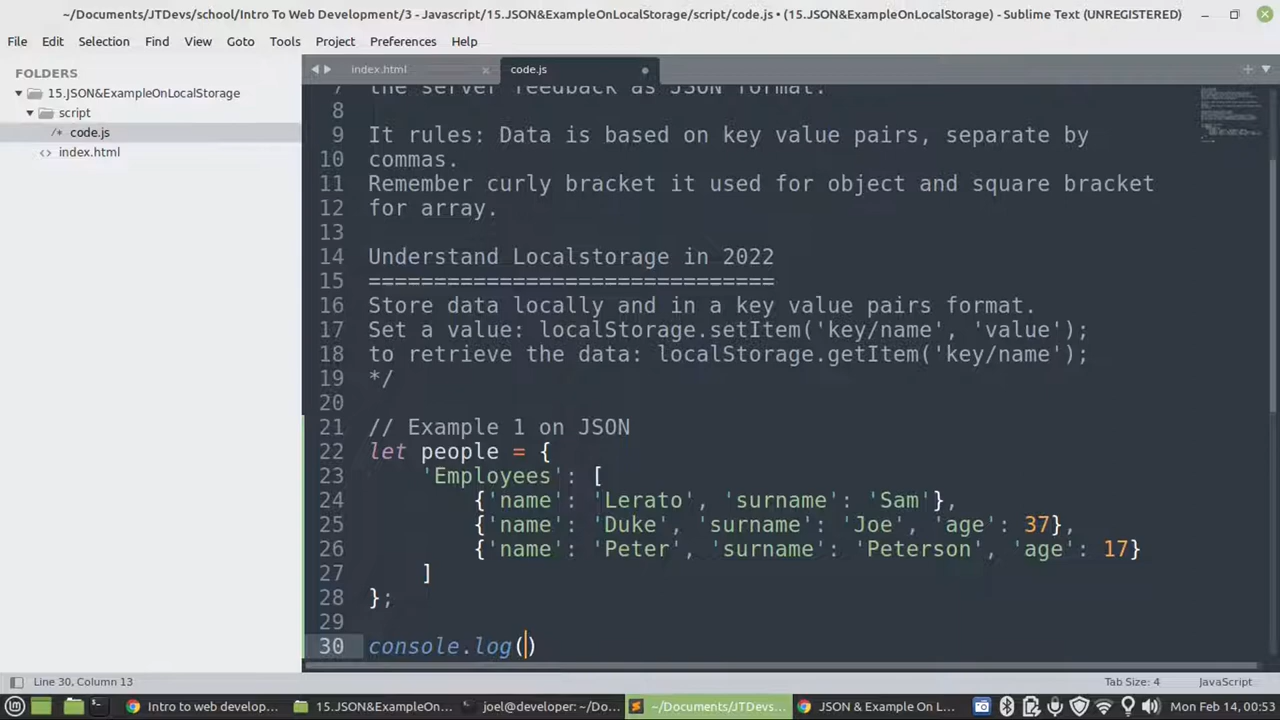 ~/Documents/JTDevs/school/Intro To Web Development/3 - Javascript/15.JSON&ExampleOnLocalStorage/script/code.js • (15.JSON&ExampleOnLocalStorage) - Sublime Text (UNREGISTERED)
File Edit Selection Find View Goto Tools Project Preferences Help
FOLDERS
15.JSON&ExampleOnLocalStorage
script
/* code.js
<> index.html
index.html
code.js
7 the server feedback as JSON format.
8
9 It rules: Data is based on key value pairs, separate by
10 commas.
11 Remember curly bracket it used for object and square bracket
12 for array.
13
14 Understand Localstorage in 2022
15 ===============================
16 Store data locally and in a key value pairs format.
17 Set a value: localStorage.setItem('key/name', 'value');
18 to retrieve the data: localStorage.getItem('key/name');
19 */
20
21 // Example 1 on JSON
22 let people = {
23 'Employees': [
24 {'name': 'Lerato', 'surname': 'Sam'},
25 {'name': 'Duke', 'surname': 'Joe', 'age': 37},
26 {'name': 'Peter', 'surname': 'Peterson', 'age': 17}
27 ]
28 };
29
30 console.log()
Line 30, Column 13
Tab Size: 4
JavaScript
Intro to web develop...
15.JSON&ExampleOn...
joel@developer: ~/Do...
~/Documents/JTDevs...
JSON & Example On L...
Mon Feb 14, 00:53